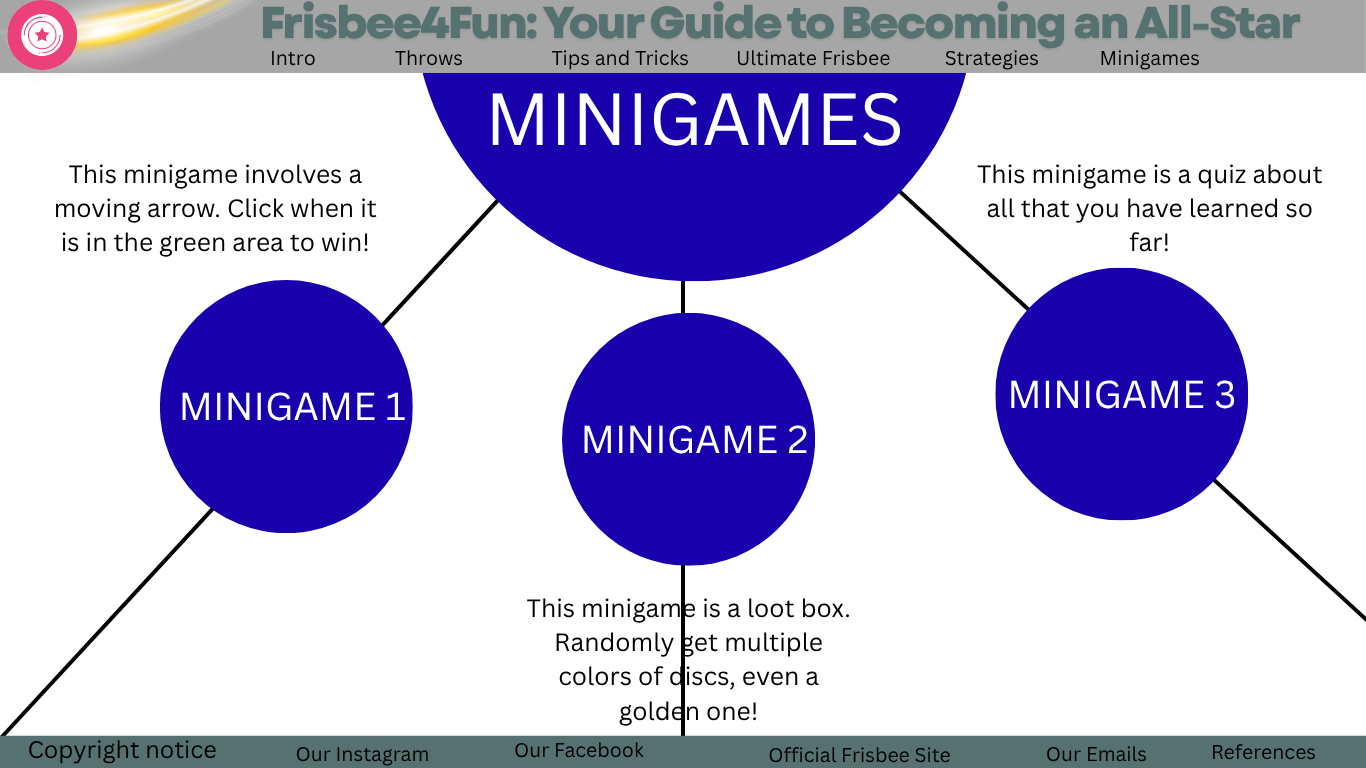 Frisbee4Fun: Your Guide to Becoming an All-Star
Intro Throws Tips and Tricks Ultimate Frisbee Strategies Minigames
MINIGAMES
This minigame involves a
moving arrow. Click when it
is in the green area to win!
This minigame is a quiz about
all that you have learned so
far!
MINIGAME 1
MINIGAME 2
MINIGAME 3
This minigame is a loot box.
Randomly get multiple
colors of discs, even a
golden one!
Copyright notice Our Instagram Our Facebook Official Frisbee Site Our Emails References